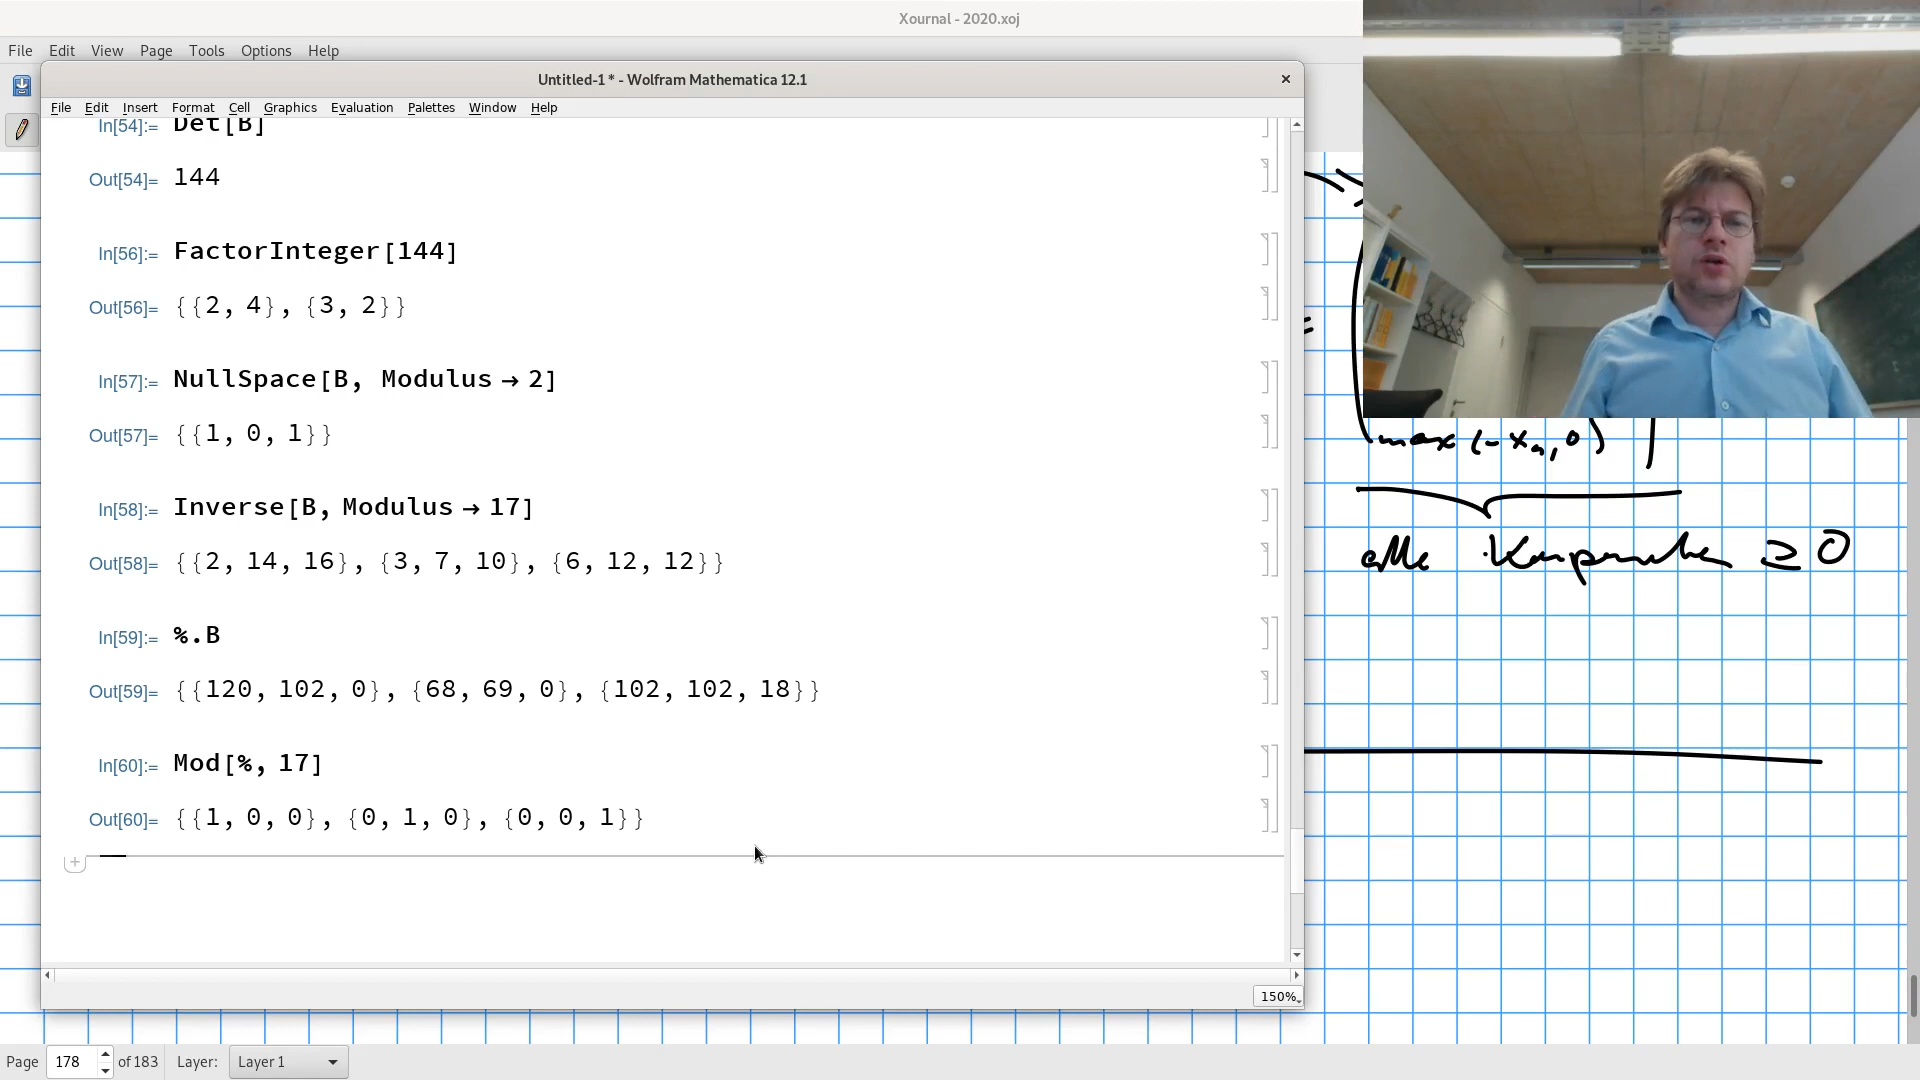 Xournal - 2020.xoj
File Edit View Page Tools Options Help
Untitled-1 * - Wolfram Mathematica 12.1
File Edit Insert Format Cell Graphics Evaluation Palettes Window Help
In[54]:= Det[B]
Out[54]= 144
In[56]:= FactorInteger[144]
Out[56]= {{2, 4}, {3, 2}}
In[57]:= NullSpace[B, Modulus → 2]
Out[57]= {{1, 0, 1}}
In[58]:= Inverse[B, Modulus → 17]
Out[58]= {{2, 14, 16}, {3, 7, 10}, {6, 12, 12}}
In[59]:= %.B
Out[59]= {{120, 102, 0}, {68, 69, 0}, {102, 102, 18}}
In[60]:= Mod[%, 17]
Out[60]= {{1, 0, 0}, {0, 1, 0}, {0, 0, 1}}
150%
=
max(-xₙ, 0)
alle Komponenten ≥ 0
Page 178 of 183 Layer: Layer 1